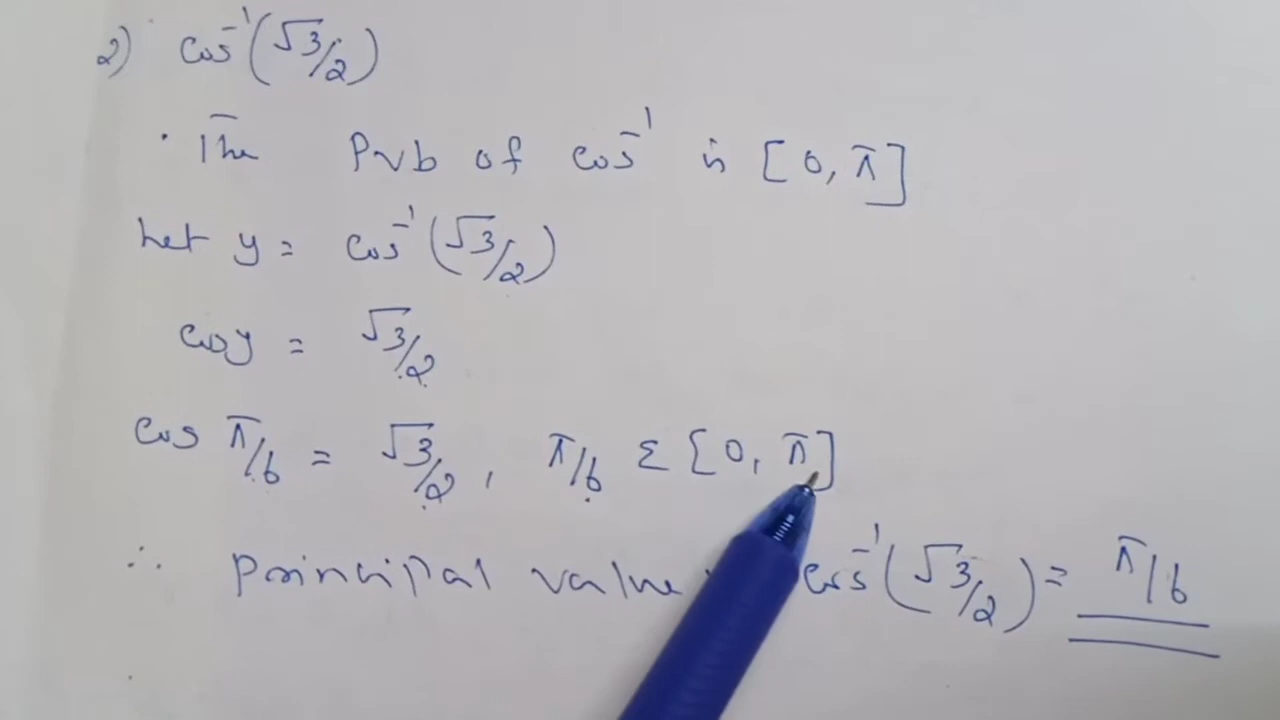 2) cos⁻¹(√3/2)
· The Pvb of cos⁻¹ is [0, π]
Let y = cos⁻¹(√3/2)
cos y = √3/2
cos π/6 = √3/2, π/6 ∈ [0, π]
∴ Principal value cos⁻¹(√3/2) = π/6